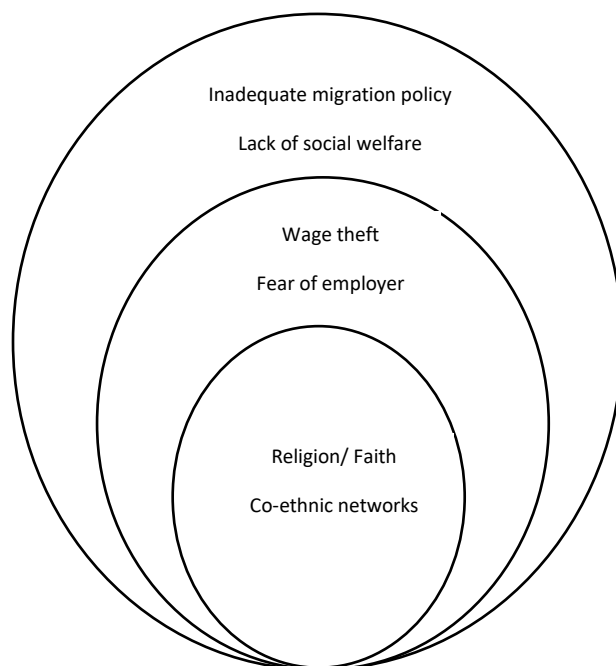 Inadequate migration policy
Lack of social welfare
Wage theft
Fear of employer
Religion/ Faith
Co-ethnic networks